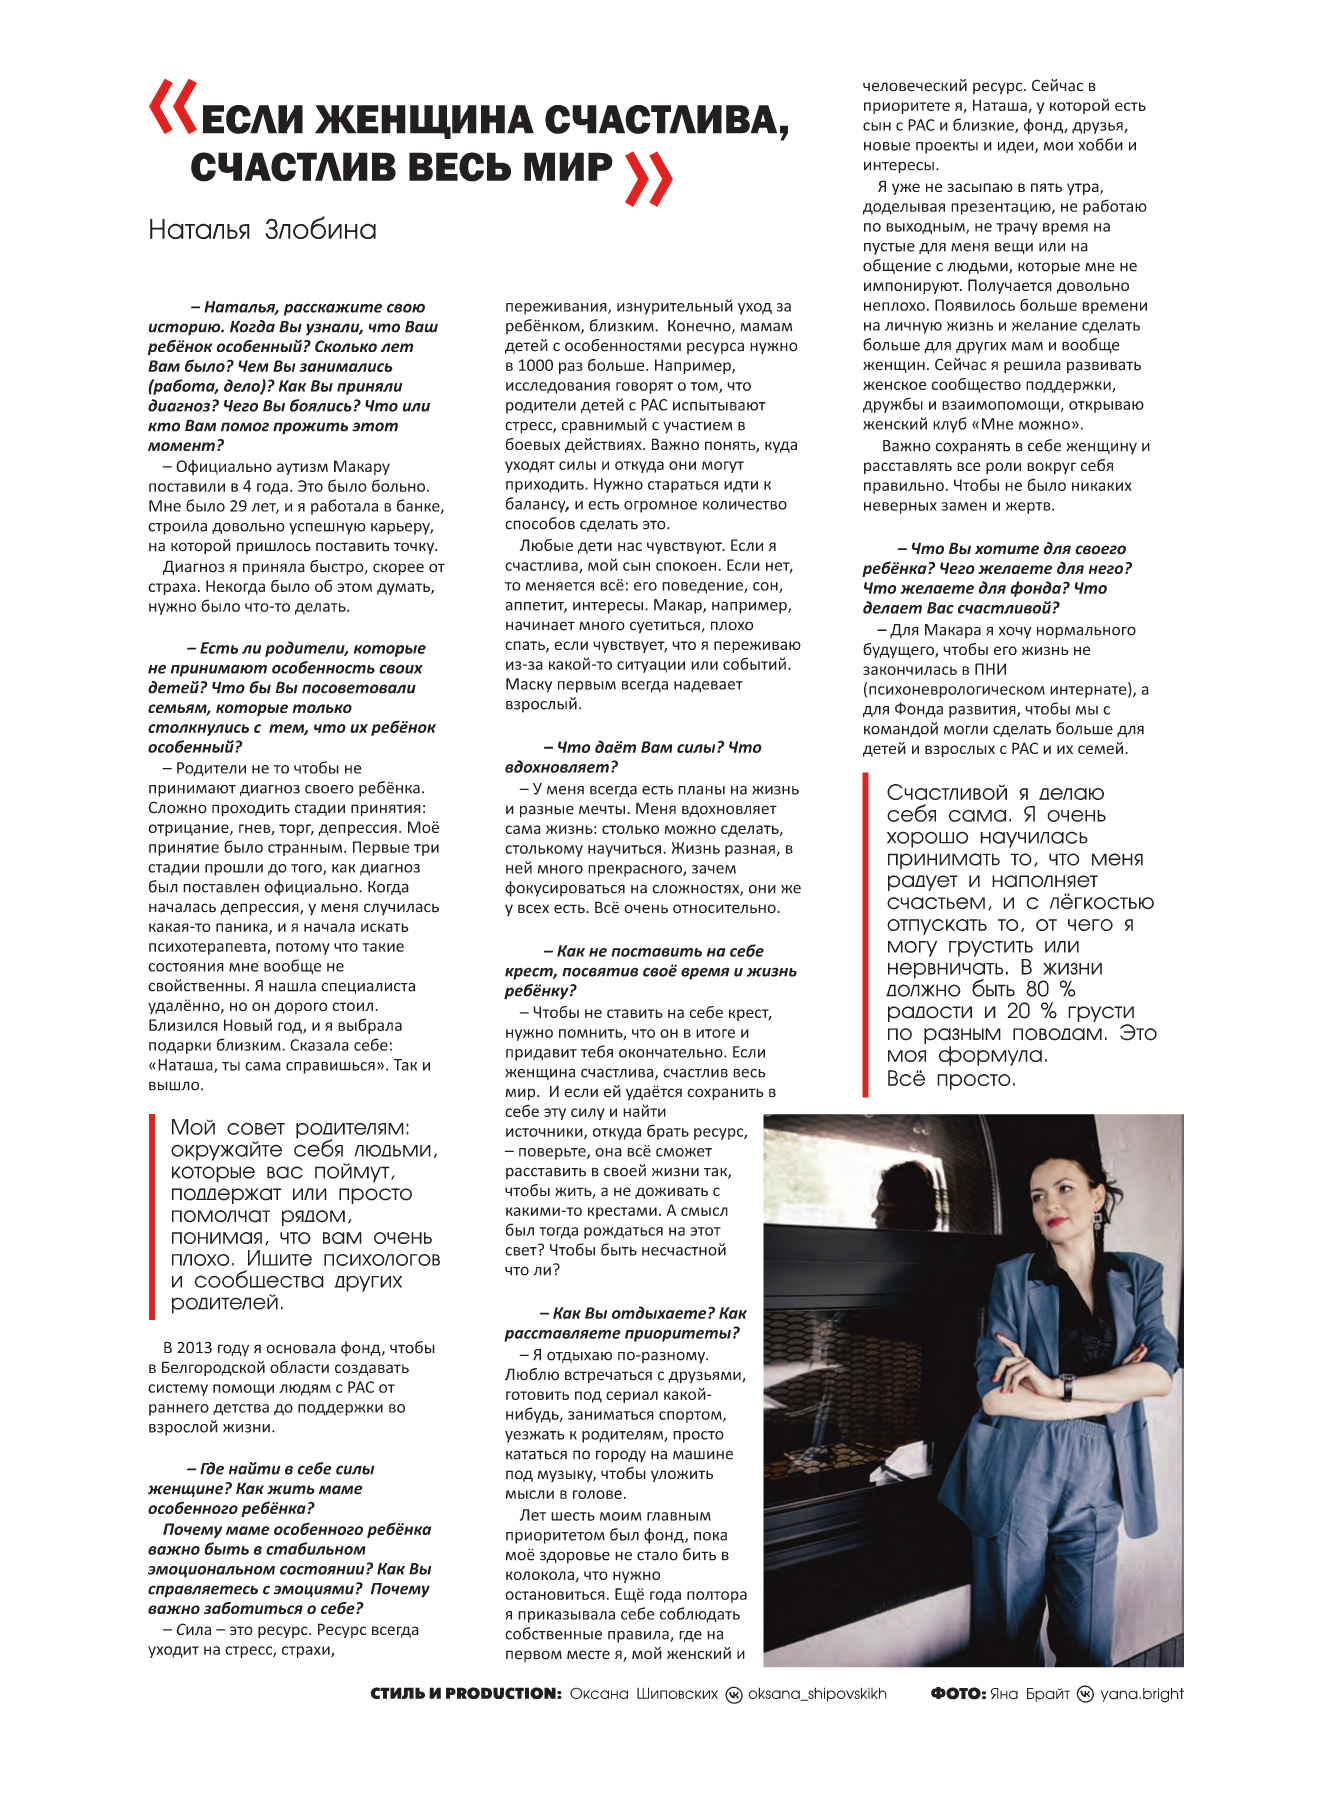 «ЕСЛИ ЖЕНЩИНА СЧАСТЛИВА,
СЧАСТЛИВ ВЕСЬ МИР»
Наталья Злобина
– Наталья, расскажите свою
историю. Когда Вы узнали, что Ваш
ребёнок особенный? Сколько лет
Вам было? Чем Вы занимались
(работа, дело)? Как Вы приняли
диагноз? Чего Вы боялись? Что или
кто Вам помог прожить этот
момент?
– Официально аутизм Макару
поставили в 4 года. Это было больно.
Мне было 29 лет, и я работала в банке,
строила довольно успешную карьеру,
на которой пришлось поставить точку.
Диагноз я приняла быстро, скорее от
страха. Некогда было об этом думать,
нужно было что-то делать.
– Есть ли родители, которые
не принимают особенность своих
детей? Что бы Вы посоветовали
семьям, которые только
столкнулись с тем, что их ребёнок
особенный?
– Родители не то чтобы не
принимают диагноз своего ребёнка.
Сложно проходить стадии принятия:
отрицание, гнев, торг, депрессия. Моё
принятие было странным. Первые три
стадии прошли до того, как диагноз
был поставлен официально. Когда
началась депрессия, у меня случилась
какая-то паника, и я начала искать
психотерапевта, потому что такие
состояния мне вообще не
свойственны. Я нашла специалиста
удалённо, но он дорого стоил.
Близился Новый год, и я выбрала
подарки близким. Сказала себе:
«Наташа, ты сама справишься». Так и
вышло.
Мой совет родителям:
окружайте себя людьми,
которые вас поймут,
поддержат или просто
помолчат рядом,
понимая, что вам очень
плохо. Ищите психологов
и сообщества других
родителей.
В 2013 году я основала фонд, чтобы
в Белгородской области создавать
систему помощи людям с РАС от
раннего детства до поддержки во
взрослой жизни.
– Где найти в себе силы
женщине? Как жить маме
особенного ребёнка?
Почему маме особенного ребёнка
важно быть в стабильном
эмоциональном состоянии? Как Вы
справляетесь с эмоциями? Почему
важно заботиться о себе?
– Сила – это ресурс. Ресурс всегда
уходит на стресс, страхи,
переживания, изнурительный уход за
ребёнком, близким. Конечно, мамам
детей с особенностями ресурса нужно
в 1000 раз больше. Например,
исследования говорят о том, что
родители детей с РАС испытывают
стресс, сравнимый с участием в
боевых действиях. Важно понять, куда
уходят силы и откуда они могут
приходить. Нужно стараться идти к
балансу, и есть огромное количество
способов сделать это.
Любые дети нас чувствуют. Если я
счастлива, мой сын спокоен. Если нет,
то меняется всё: его поведение, сон,
аппетит, интересы. Макар, например,
начинает много суетиться, плохо
спать, если чувствует, что я переживаю
из-за какой-то ситуации или событий.
Маску первым всегда надевает
взрослый.
– Что даёт Вам силы? Что
вдохновляет?
– У меня всегда есть планы на жизнь
и разные мечты. Меня вдохновляет
сама жизнь: столько можно сделать,
столькому научиться. Жизнь разная, в
ней много прекрасного, зачем
фокусироваться на сложностях, они же
у всех есть. Всё очень относительно.
– Как не поставить на себе
крест, посвятив своё время и жизнь
ребёнку?
– Чтобы не ставить на себе крест,
нужно помнить, что он в итоге и
придавит тебя окончательно. Если
женщина счастлива, счастлив весь
мир. И если ей удаётся сохранить в
себе эту силу и найти
источники, откуда брать ресурс,
– поверьте, она всё сможет
расставить в своей жизни так,
чтобы жить, а не доживать с
какими-то крестами. А смысл
был тогда рождаться на этот
свет? Чтобы быть несчастной
что ли?
– Как Вы отдыхаете? Как
расставляете приоритеты?
– Я отдыхаю по-разному.
Люблю встречаться с друзьями,
готовить под сериал какой-
нибудь, заниматься спортом,
уезжать к родителям, просто
кататься по городу на машине
под музыку, чтобы уложить
мысли в голове.
Лет шесть моим главным
приоритетом был фонд, пока
моё здоровье не стало бить в
колокола, что нужно
остановиться. Ещё года полтора
я приказывала себе соблюдать
собственные правила, где на
первом месте я, мой женский и
человеческий ресурс. Сейчас в
приоритете я, Наташа, у которой есть
сын с РАС и близкие, фонд, друзья,
новые проекты и идеи, мои хобби и
интересы.
Я уже не засыпаю в пять утра,
доделывая презентацию, не работаю
по выходным, не трачу время на
пустые для меня вещи или на
общение с людьми, которые мне не
импонируют. Получается довольно
неплохо. Появилось больше времени
на личную жизнь и желание сделать
больше для других мам и вообще
женщин. Сейчас я решила развивать
женское сообщество поддержки,
дружбы и взаимопомощи, открываю
женский клуб «Мне можно».
Важно сохранять в себе женщину и
расставлять все роли вокруг себя
правильно. Чтобы не было никаких
неверных замен и жертв.
– Что Вы хотите для своего
ребёнка? Чего желаете для него?
Что желаете для фонда? Что
делает Вас счастливой?
– Для Макара я хочу нормального
будущего, чтобы его жизнь не
закончилась в ПНИ
(психоневрологическом интернате), а
для Фонда развития, чтобы мы с
командой могли сделать больше для
детей и взрослых с РАС и их семей.
Счастливой я делаю
себя сама. Я очень
хорошо научилась
принимать то, что меня
радует и наполняет
счастьем, и с лёгкостью
отпускать то, от чего я
могу грустить или
нервничать. В жизни
должно быть 80 %
радости и 20 % грусти
по разным поводам. Это
моя формула.
Всё просто.
СТИЛЬ И PRODUCTION: Оксана Шиповских oksana_shipovskikh ФОТО: Яна Брайт yana.bright